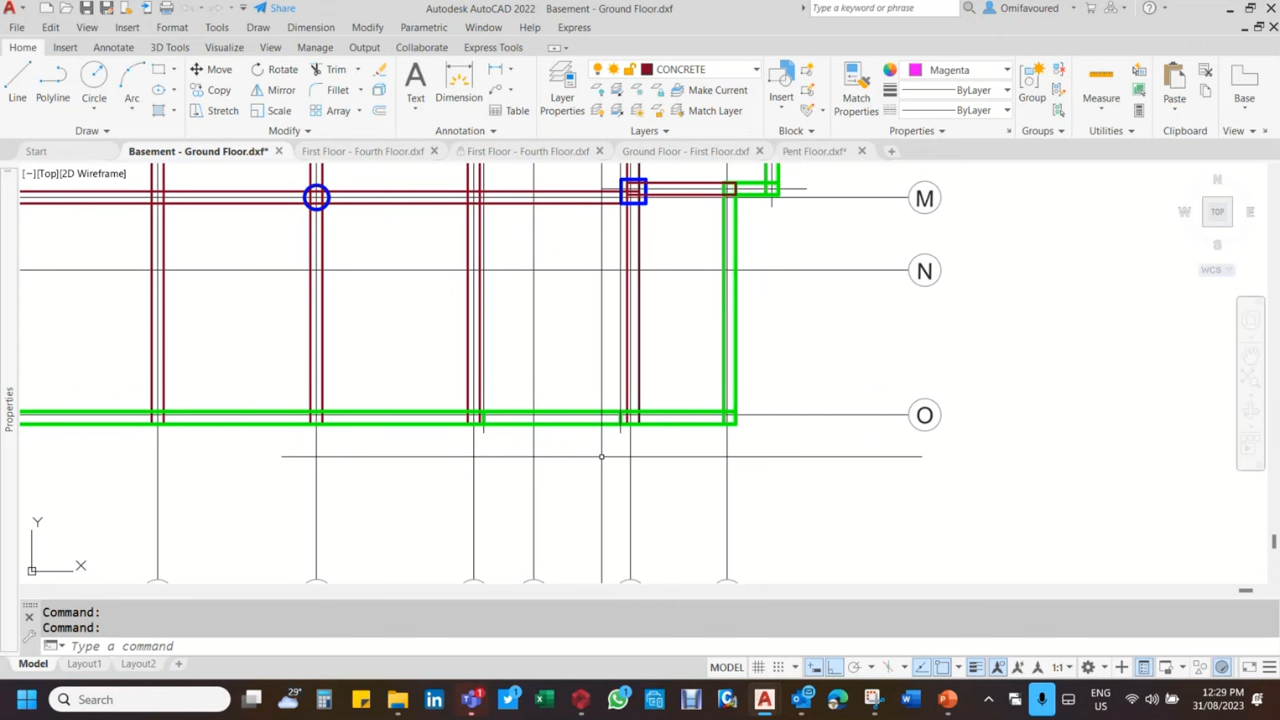 Autodesk AutoCAD 2022 Basement - Ground Floor.dxf
Share
Type a keyword or phrase
Omifavoured
File Edit View Insert Format Tools Draw Dimension Modify Parametric Window Help Express
Home Insert Annotate 3D Tools Visualize View Manage Output Collaborate Express Tools
Line Polyline Circle Arc
Move Rotate Trim
Copy Mirror Fillet
Stretch Scale Array
Text Dimension Table
Layer Properties
CONCRETE
Make Current
Match Layer
Insert
Match Properties
Magenta
ByLayer
ByLayer
Group Measure Paste Base
Draw Modify Annotation Layers Block Properties Groups Utilities Clipboard View
Start Basement - Ground Floor.dxf* First Floor - Fourth Floor.dxf First Floor - Fourth Floor.dxf Ground Floor - First Floor.dxf Pent Floor.dxf*
[−][Top][2D Wireframe]
N
W TOP E
S
WCS
M
N
O
Properties
Y
X
Command:
Command:
Type a command
Model Layout1 Layout2
MODEL 1:1
Search
29°
1
1
ENG
US
12:29 PM
31/08/2023